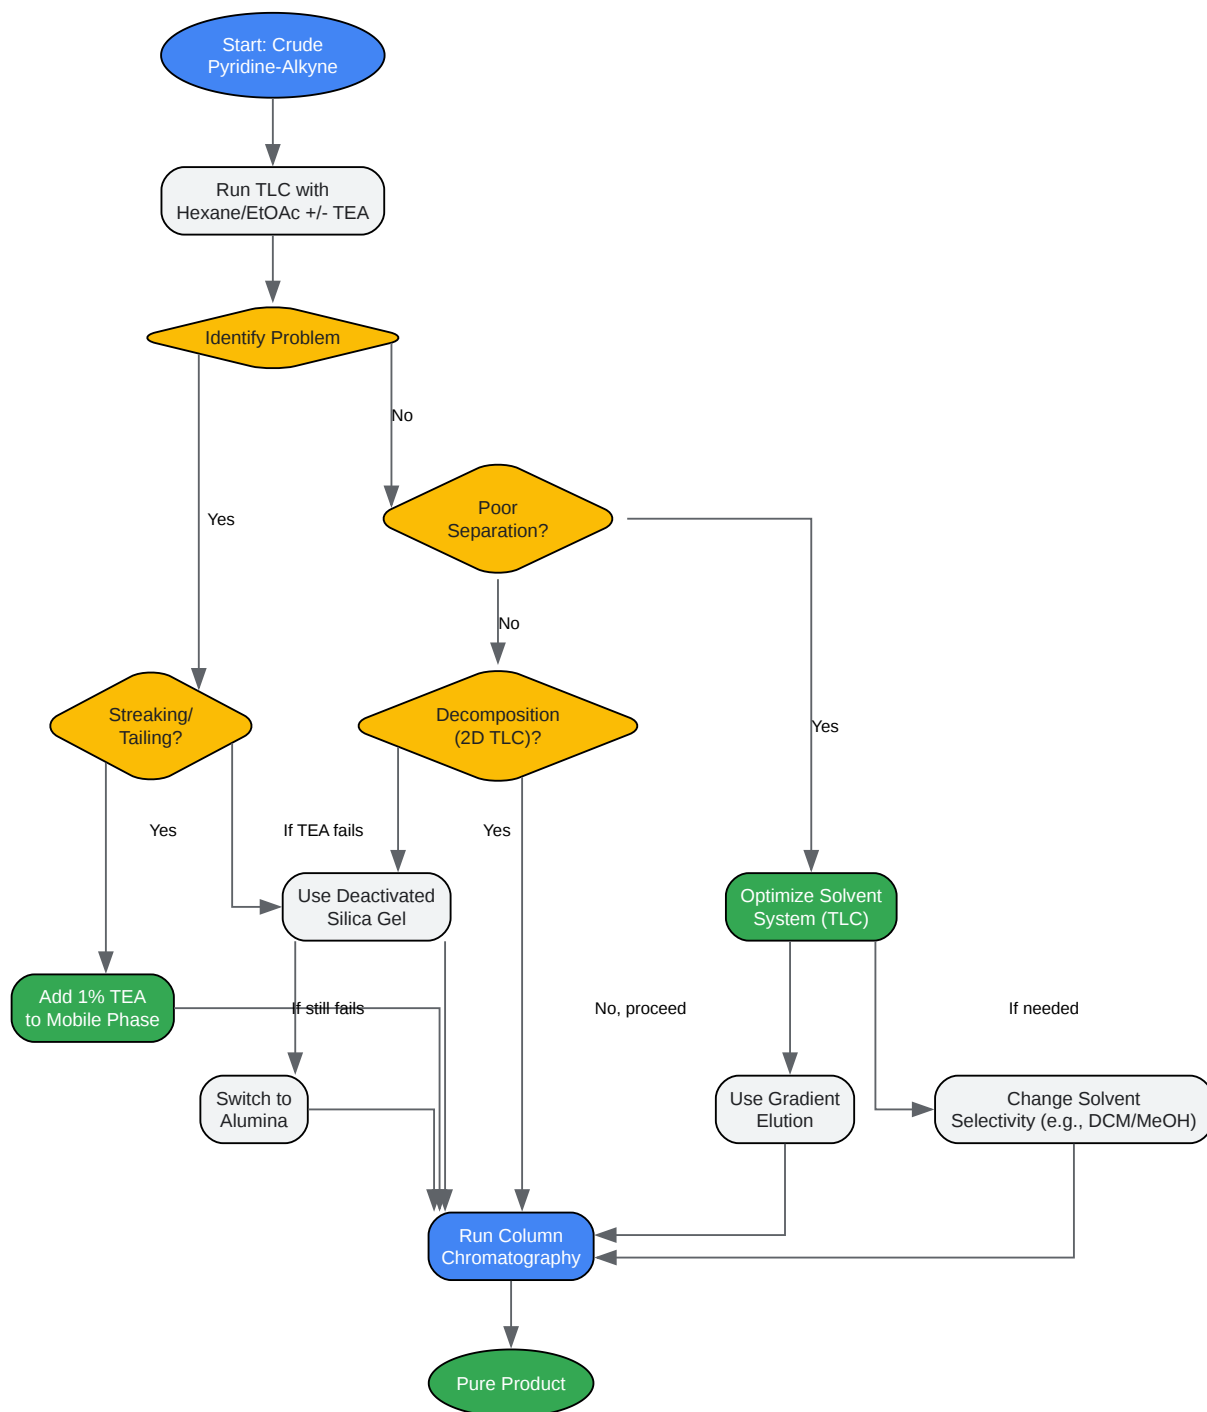 Start: Crude
Pyridine-Alkyne
Run TLC with
Hexane/EtOAc +/- TEA
Identify Problem
No
Yes
Poor
Separation?
No
Streaking/
Tailing?
Decomposition
(2D TLC)?
Yes
Yes
If TEA fails
Yes
Use Deactivated
Silica Gel
Optimize Solvent
System (TLC)
Add 1% TEA
to Mobile Phase
If still fails
No, proceed
If needed
Switch to
Alumina
Use Gradient
Elution
Change Solvent
Selectivity (e.g., DCM/MeOH)
Run Column
Chromatography
Pure Product